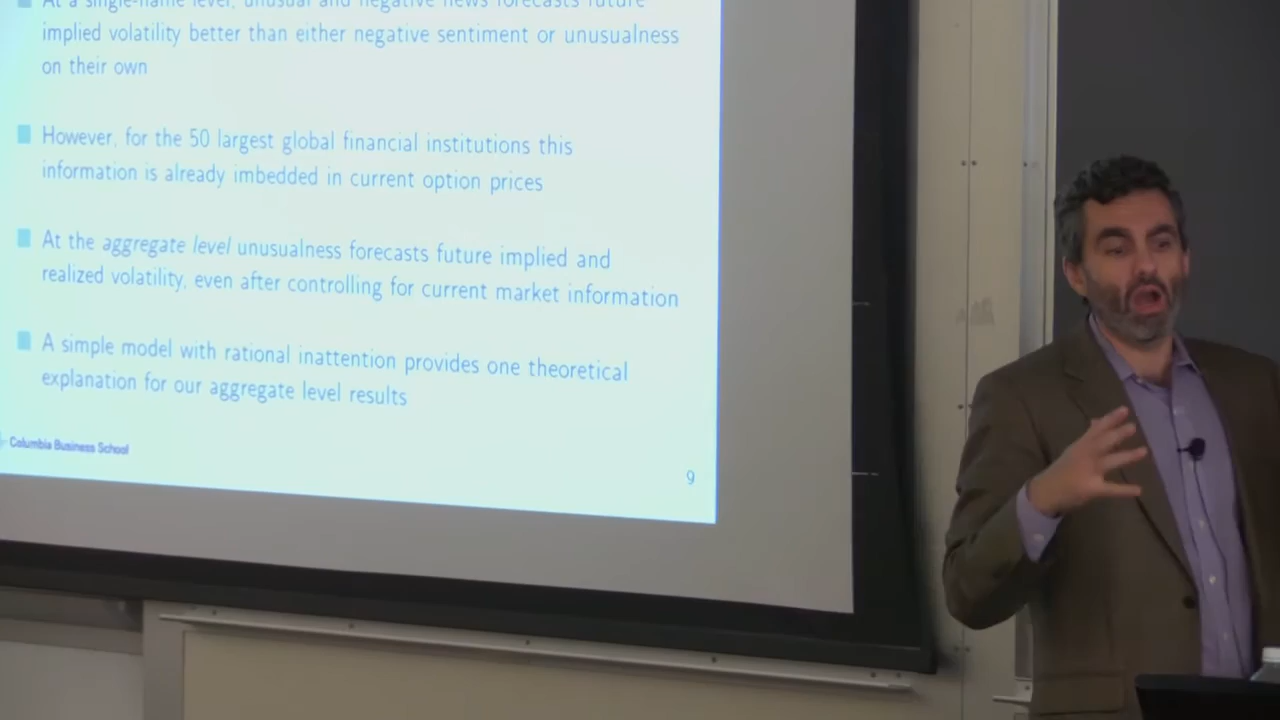 At a single-name level, unusual and negative news forecasts future
implied volatility better than either negative sentiment or unusualness
on their own
However, for the 50 largest global financial institutions this
information is already imbedded in current option prices
At the aggregate level unusualness forecasts future implied and
realized volatility, even after controlling for current market information
A simple model with rational inattention provides one theoretical
explanation for our aggregate level results
Columbia Business School
9